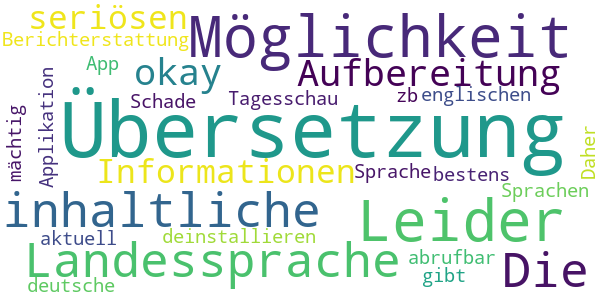 seriösen Möglichkeit
Berichterstattung
App okay Aufbereitung
mächtig Applikation Schade Tagesschau zb englischen
Übersetzung Daher
Informationen Sprache bestens
inhaltliche Leider Sprachen
aktuell deinstallieren
Landessprache abrufbar Die
deutsche gibt